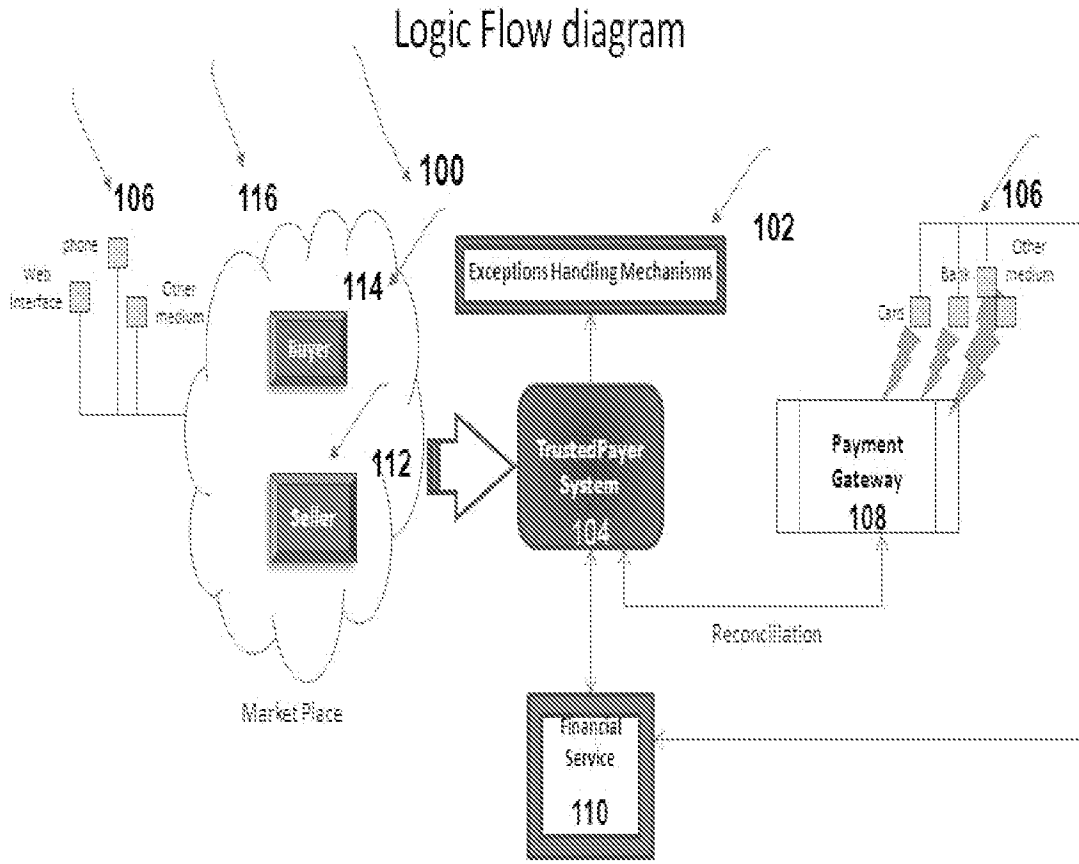 Logic Flow diagram
106
116
100
102
106
phone
Web
Interface
Other
medium
114
Buyer
112
Seller
Market Place
Exceptions Handling Mechanisms
TrustedPayer
System
104
Other
medium
Bank
Card
Payment
Gateway
108
Reconciliation
Financial
Service
110